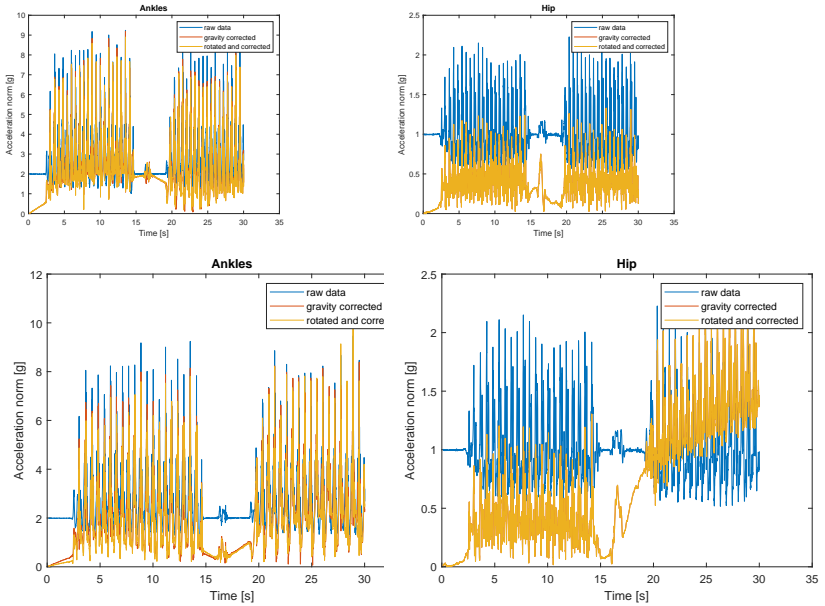 Ankles
raw data
gravity corrected
rotated and corrected
Acceleration norm [g]
10
9
8
7
6
5
4
3
2
1
0
0 5 10 15 20 25 30 35
Time [s]
Hip
raw data
gravity corrected
rotated and corrected
Acceleration norm [g]
2.5
2
1.5
1
0.5
0
0 5 10 15 20 25 30 35
Time [s]
Ankles
raw data
gravity corrected
rotated and corre
Acceleration norm [g]
12
10
8
6
4
2
0
0 5 10 15 20 25 30
Time [s]
Hip
raw data
gravity corrected
rotated and corrected
Acceleration norm [g]
2.5
2
1.5
1
0.5
0
0 5 10 15 20 25 30 35
Time [s]